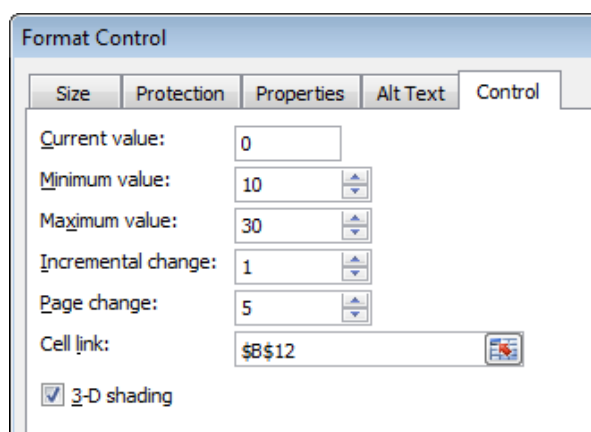 Format Control
Size Protection Properties Alt Text Control
Current value: 0
Minimum value: 10
Maximum value: 30
Incremental change: 1
Page change: 5
Cell link: $B$12
3-D shading